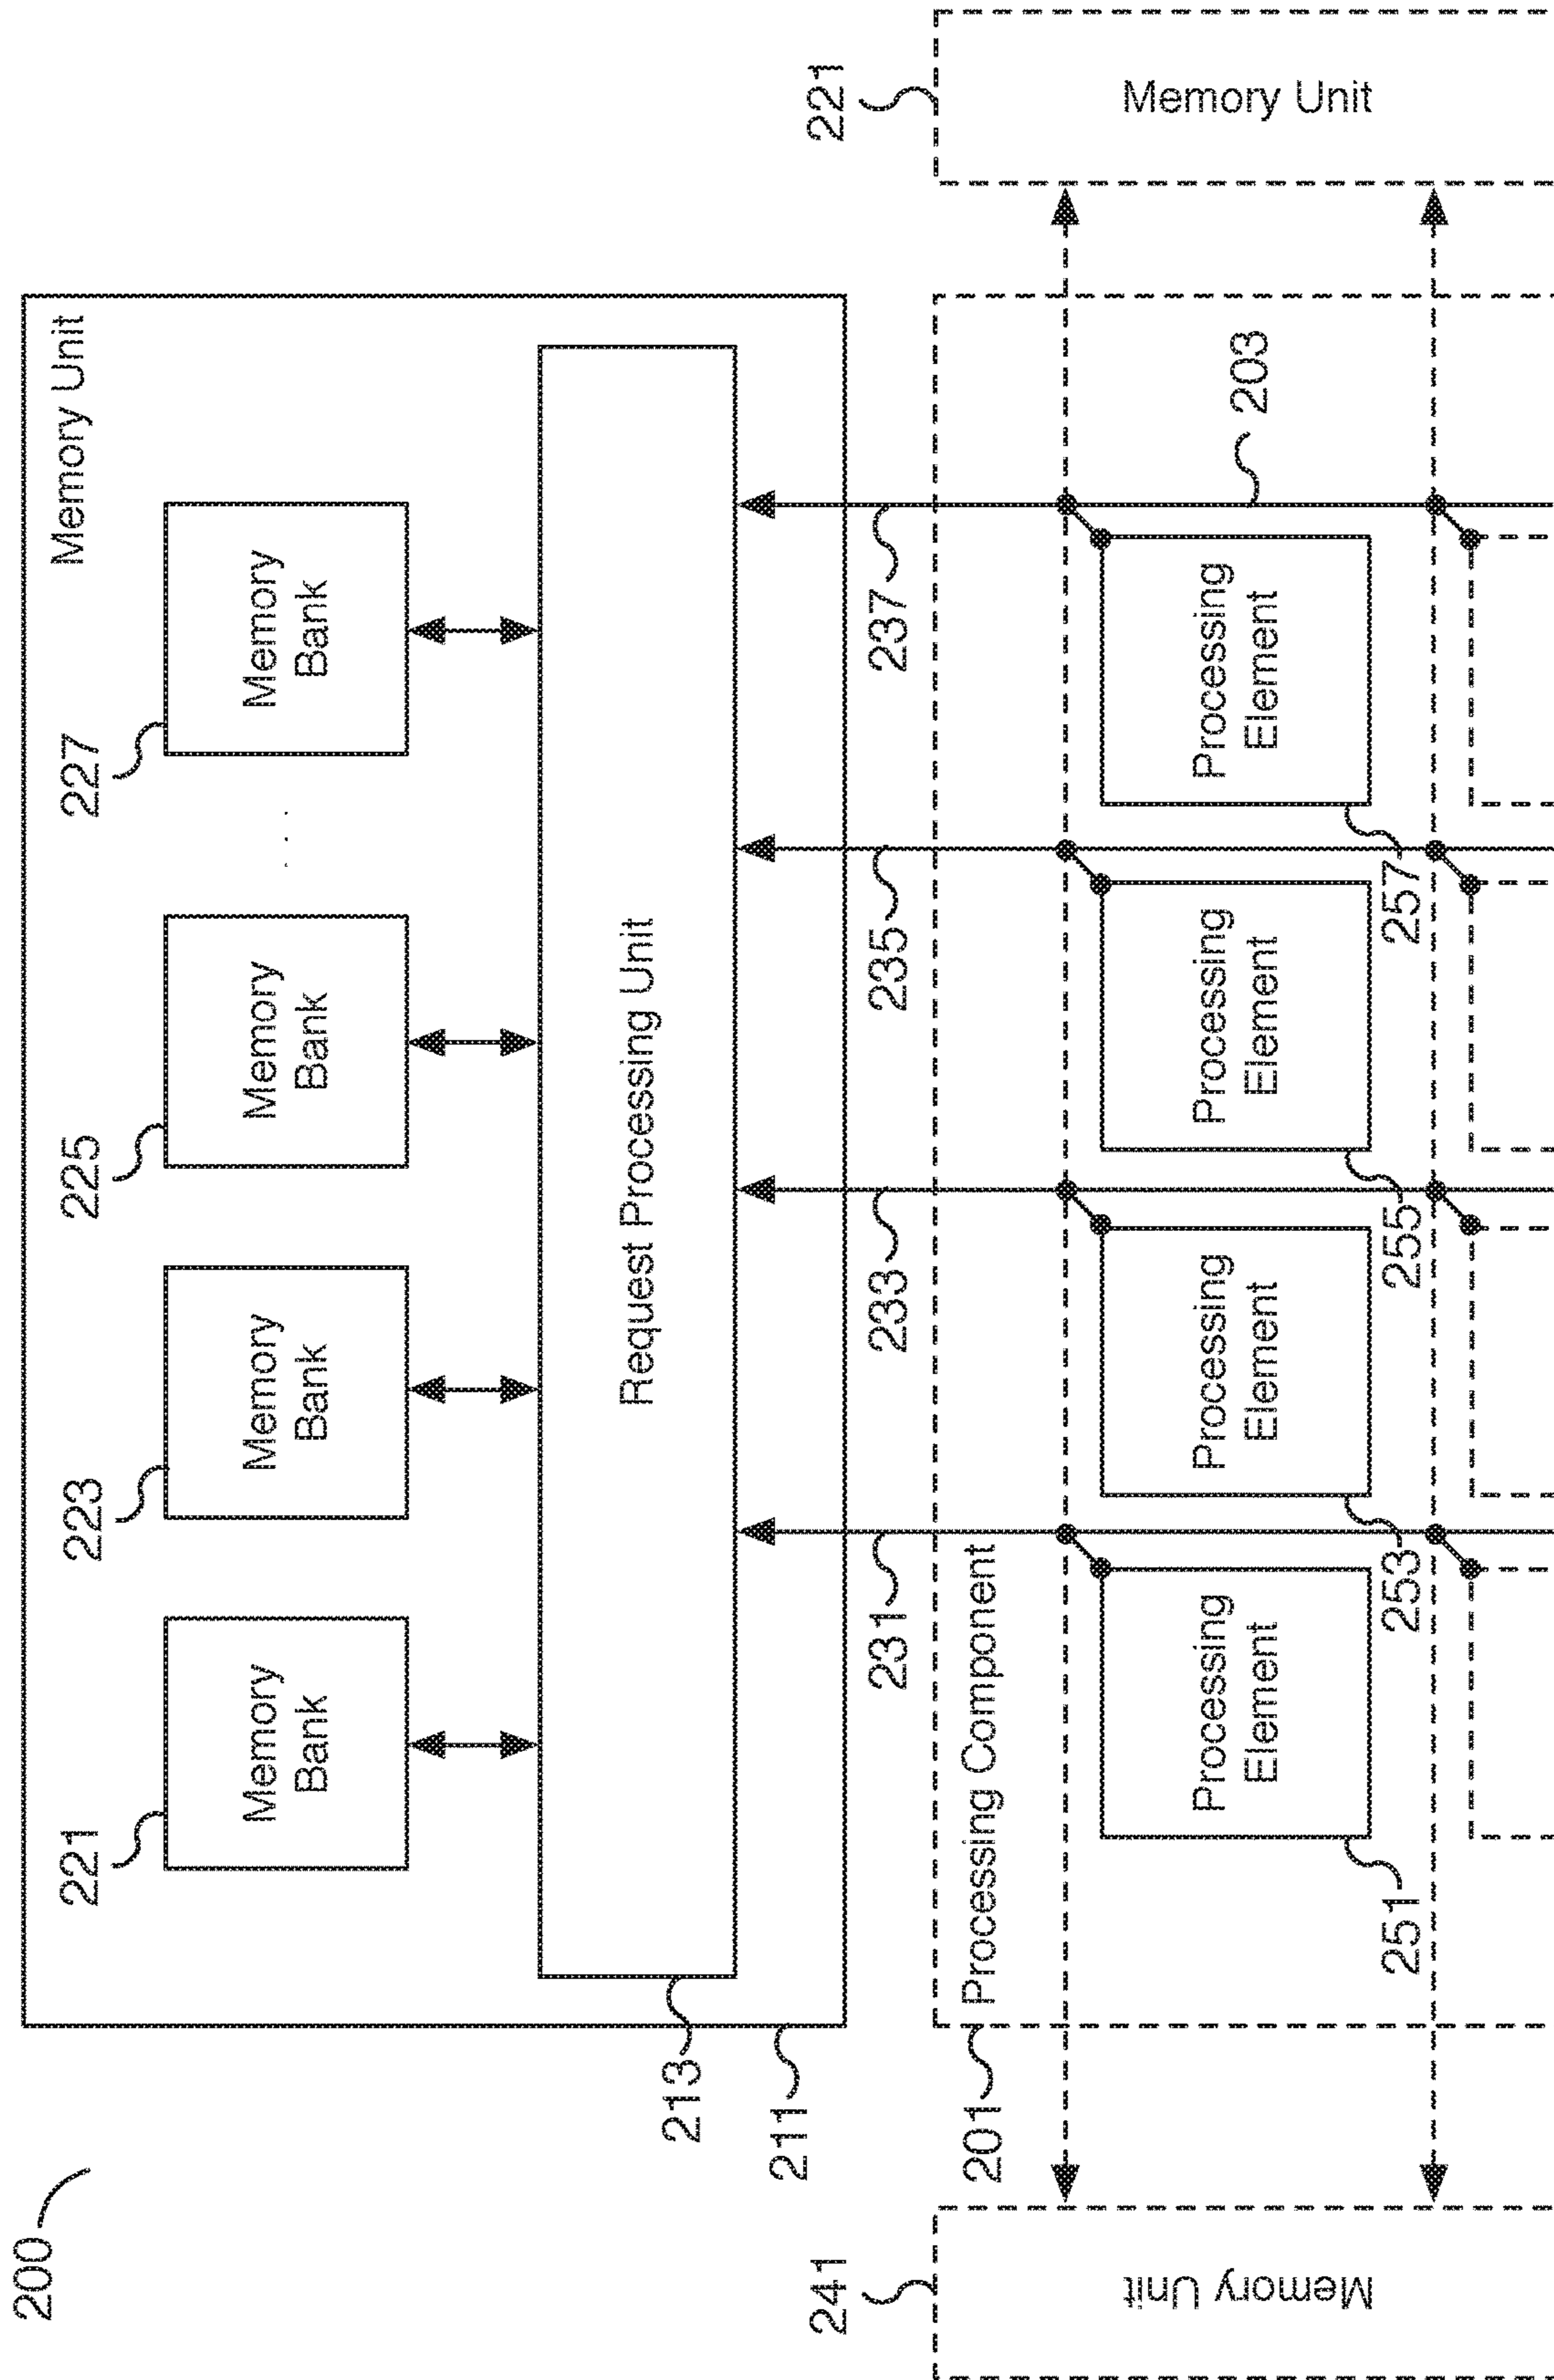 200
Memory Unit
221
223
225
227
Memory
Bank
Memory
Bank
Memory
Bank
. . .
Memory
Bank
Request Processing Unit
213
211
231
233
235
237
241
Memory Unit
201
Processing Component
203
221
Memory Unit
Processing
Element
Processing
Element
Processing
Element
Processing
Element
251
253
255
257